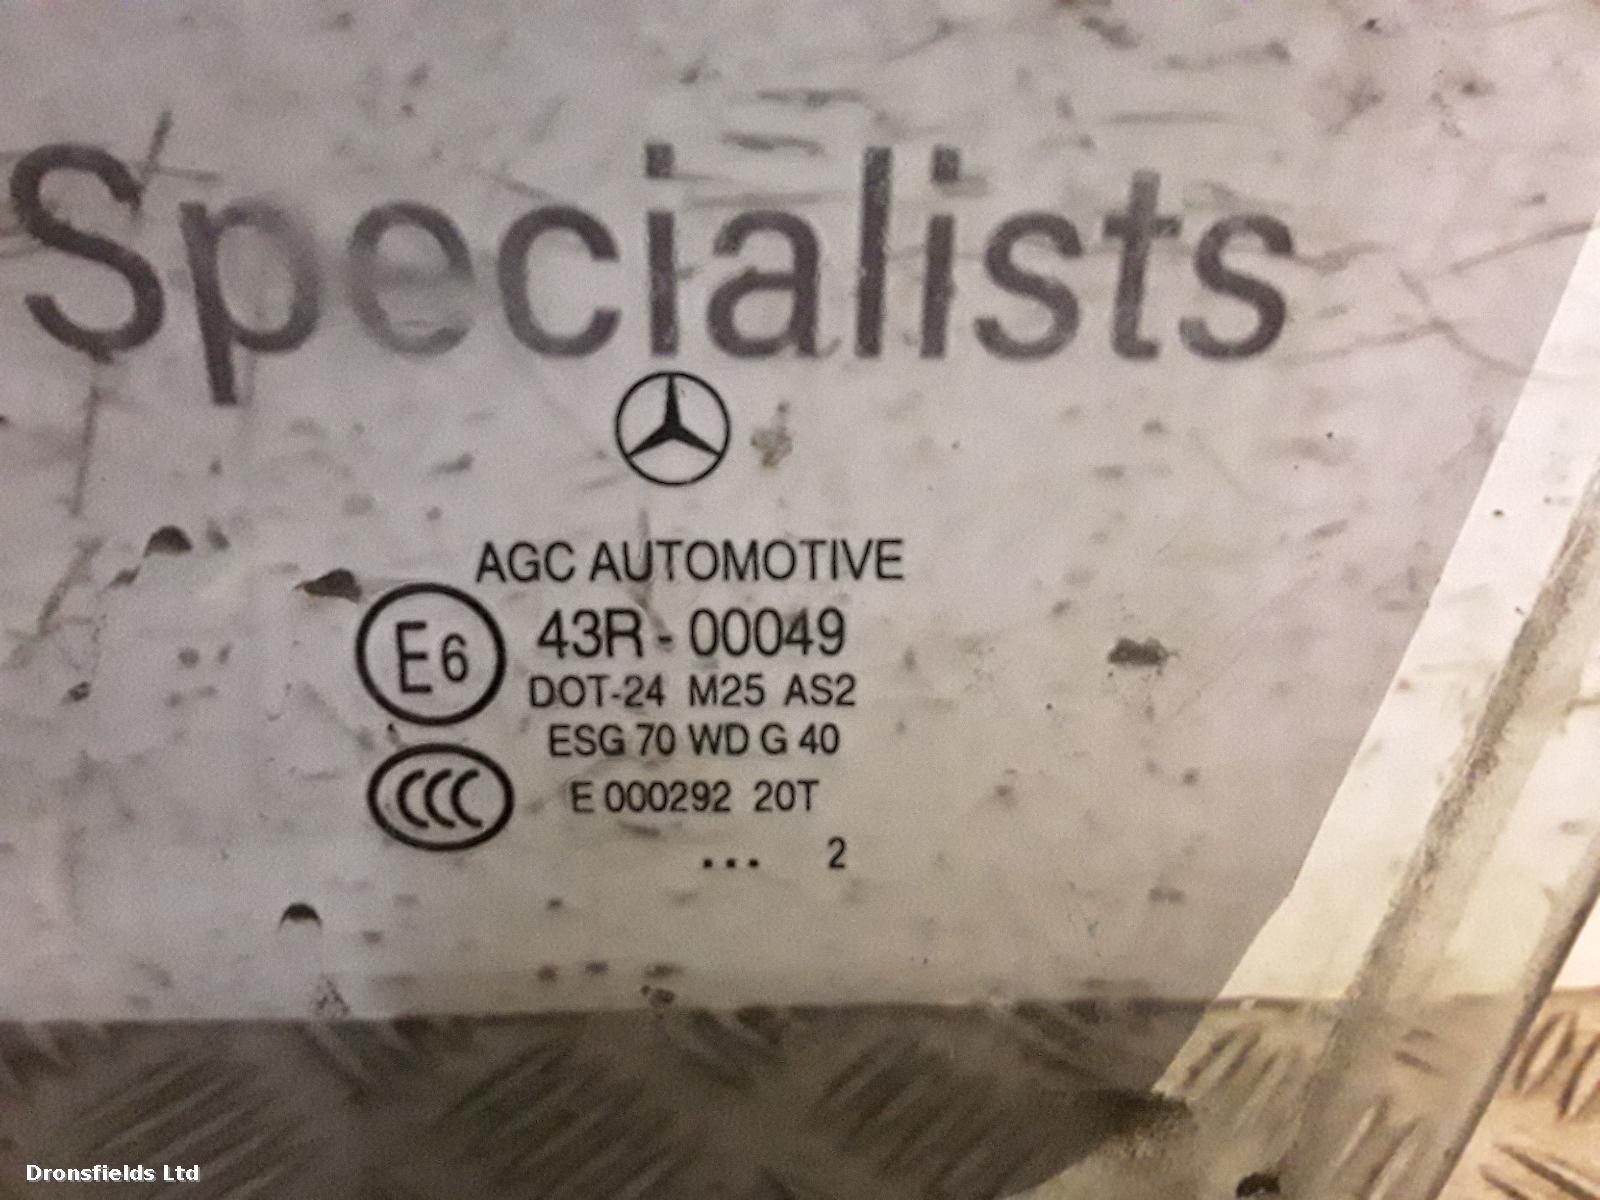 Specialists
AGC AUTOMOTIVE
E6
43R - 00049
DOT-24 M25 AS2
ESG 70 WD G 40
CCC
E 000292 20T
... 2
Dronsfields Ltd